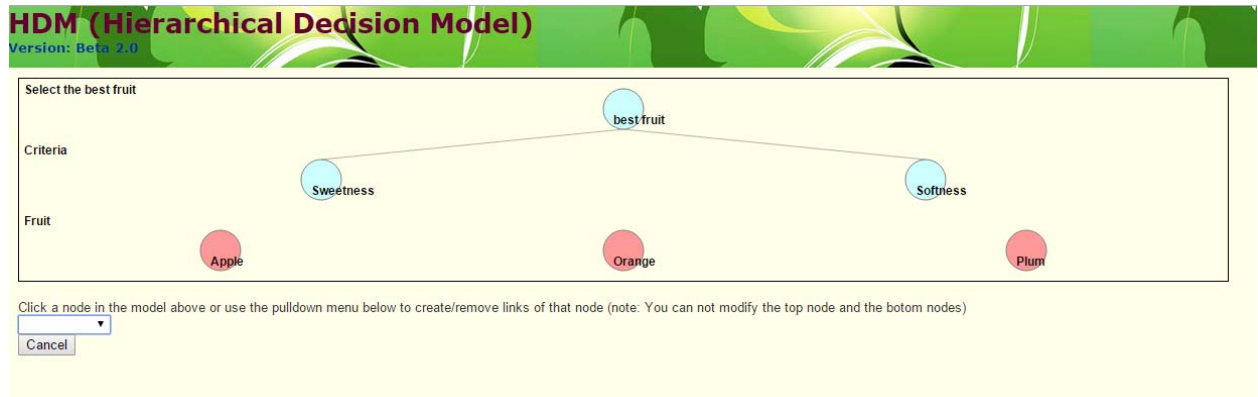 HDM (Hierarchical Decision Model)
Version: Beta 2.0
Select the best fruit
best fruit
Criteria
Sweetness
Softness
Fruit
Apple
Orange
Plum
Click a node in the model above or use the pulldown menu below to create/remove links of that node (note: You can not modify the top node and the botom nodes)
Cancel